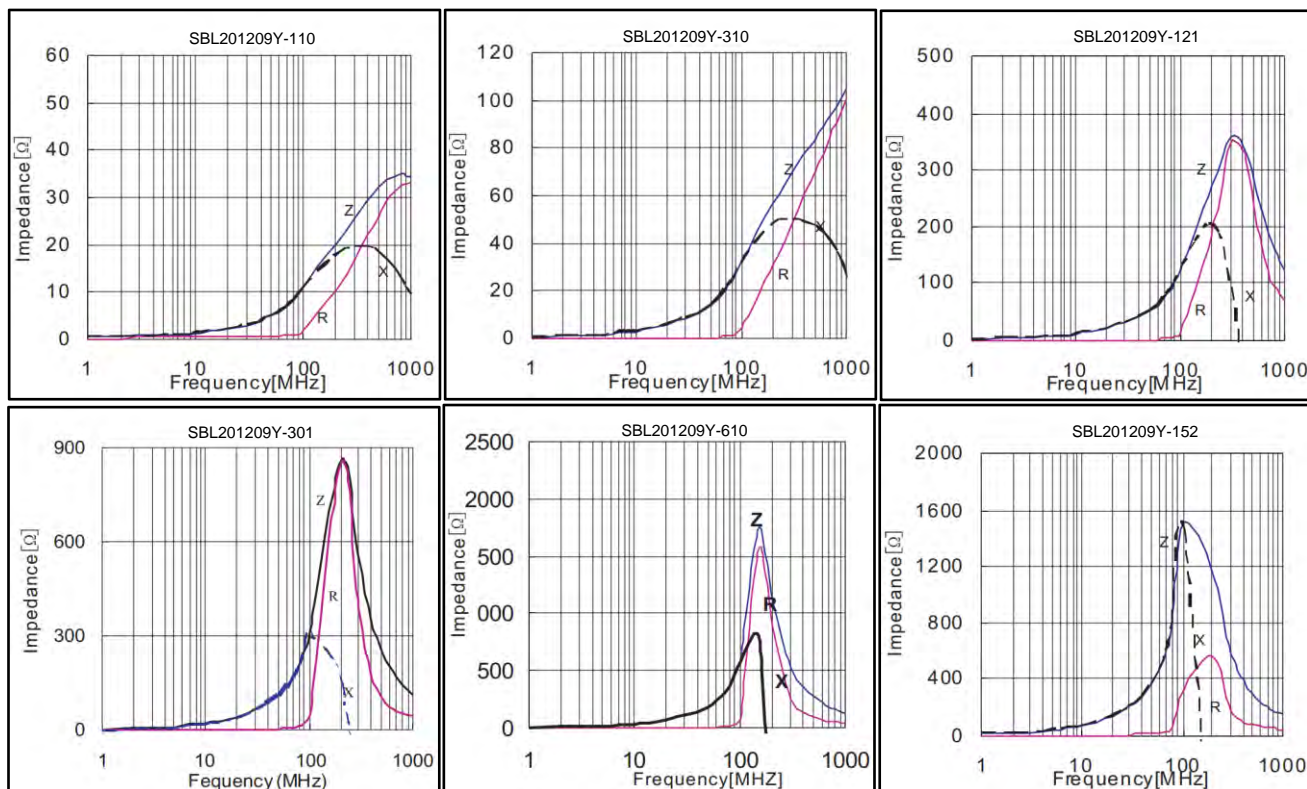 SBL201209Y-110
60
50
40
30
20
10
0
Impedance[Ω]
Z
X
R
1 10 100 1000
Frequency[MHz]
SBL201209Y-310
120
100
80
60
40
20
0
Impedance[Ω]
Z
X
R
1 10 100 1000
Frequency[MHz]
SBL201209Y-121
500
400
300
200
100
0
Impedance[Ω]
Z
R
X
1 10 100 1000
Frequency[MHz]
SBL201209Y-301
900
600
300
0
Impedance[Ω]
Z
R
X
1 10 100 1000
Fequency(MHz)
SBL201209Y-610
2500
2000
500
000
500
0
Impedance[Ω]
Z
R
X
1 10 100 1000
Frequency[MHZ]
SBL201209Y-152
2000
1600
1200
800
400
0
Impedance[Ω]
Z
X
R
1 10 100 1000
Frequency[MHz]